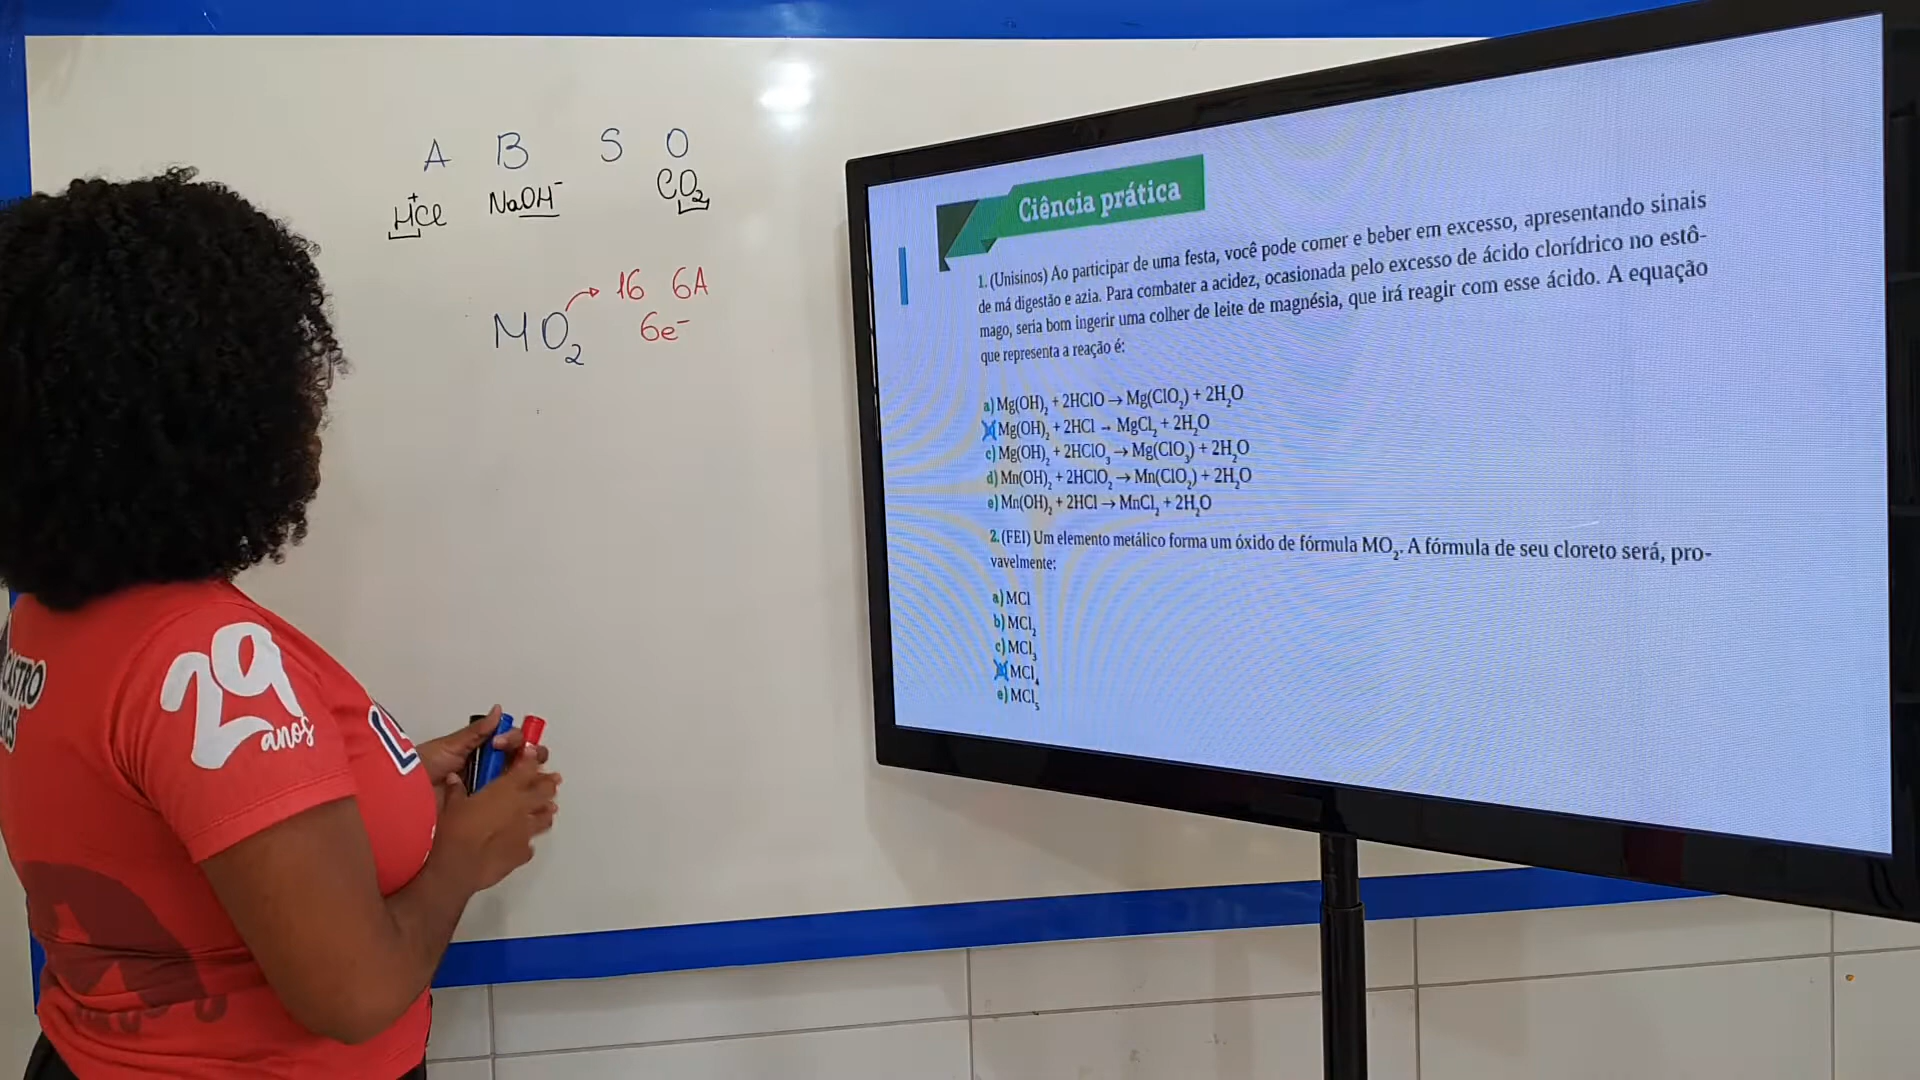 A B S O
H⁺Cl NaOH⁻ CO₂
MO₂ → 16 6A
6e⁻
Ciência prática
1. (Unisinos) Ao participar de uma festa, você pode comer e beber em excesso, apresentando sinais
de má digestão e azia. Para combater a acidez, ocasionada pelo excesso de ácido clorídrico no estô-
mago, seria bom ingerir uma colher de leite de magnésia, que irá reagir com esse ácido. A equação
que representa a reação é:
a) Mg(OH)₂ + 2HClO → Mg(ClO₂) + 2H₂O
Mg(OH)₂ + 2HCl → MgCl₂ + 2H₂O
c) Mg(OH)₂ + 2HClO₃ → Mg(ClO₃) + 2H₂O
d) Mn(OH)₂ + 2HClO₂ → Mn(ClO₂) + 2H₂O
e) Mn(OH)₂ + 2HCl → MnCl₂ + 2H₂O
2. (FEI) Um elemento metálico forma um óxido de fórmula MO₂. A fórmula de seu cloreto será, pro-
vavelmente:
a) MCl
b) MCl₂
c) MCl₃
MCl₄
e) MCl₅
29
anos
CASTRO